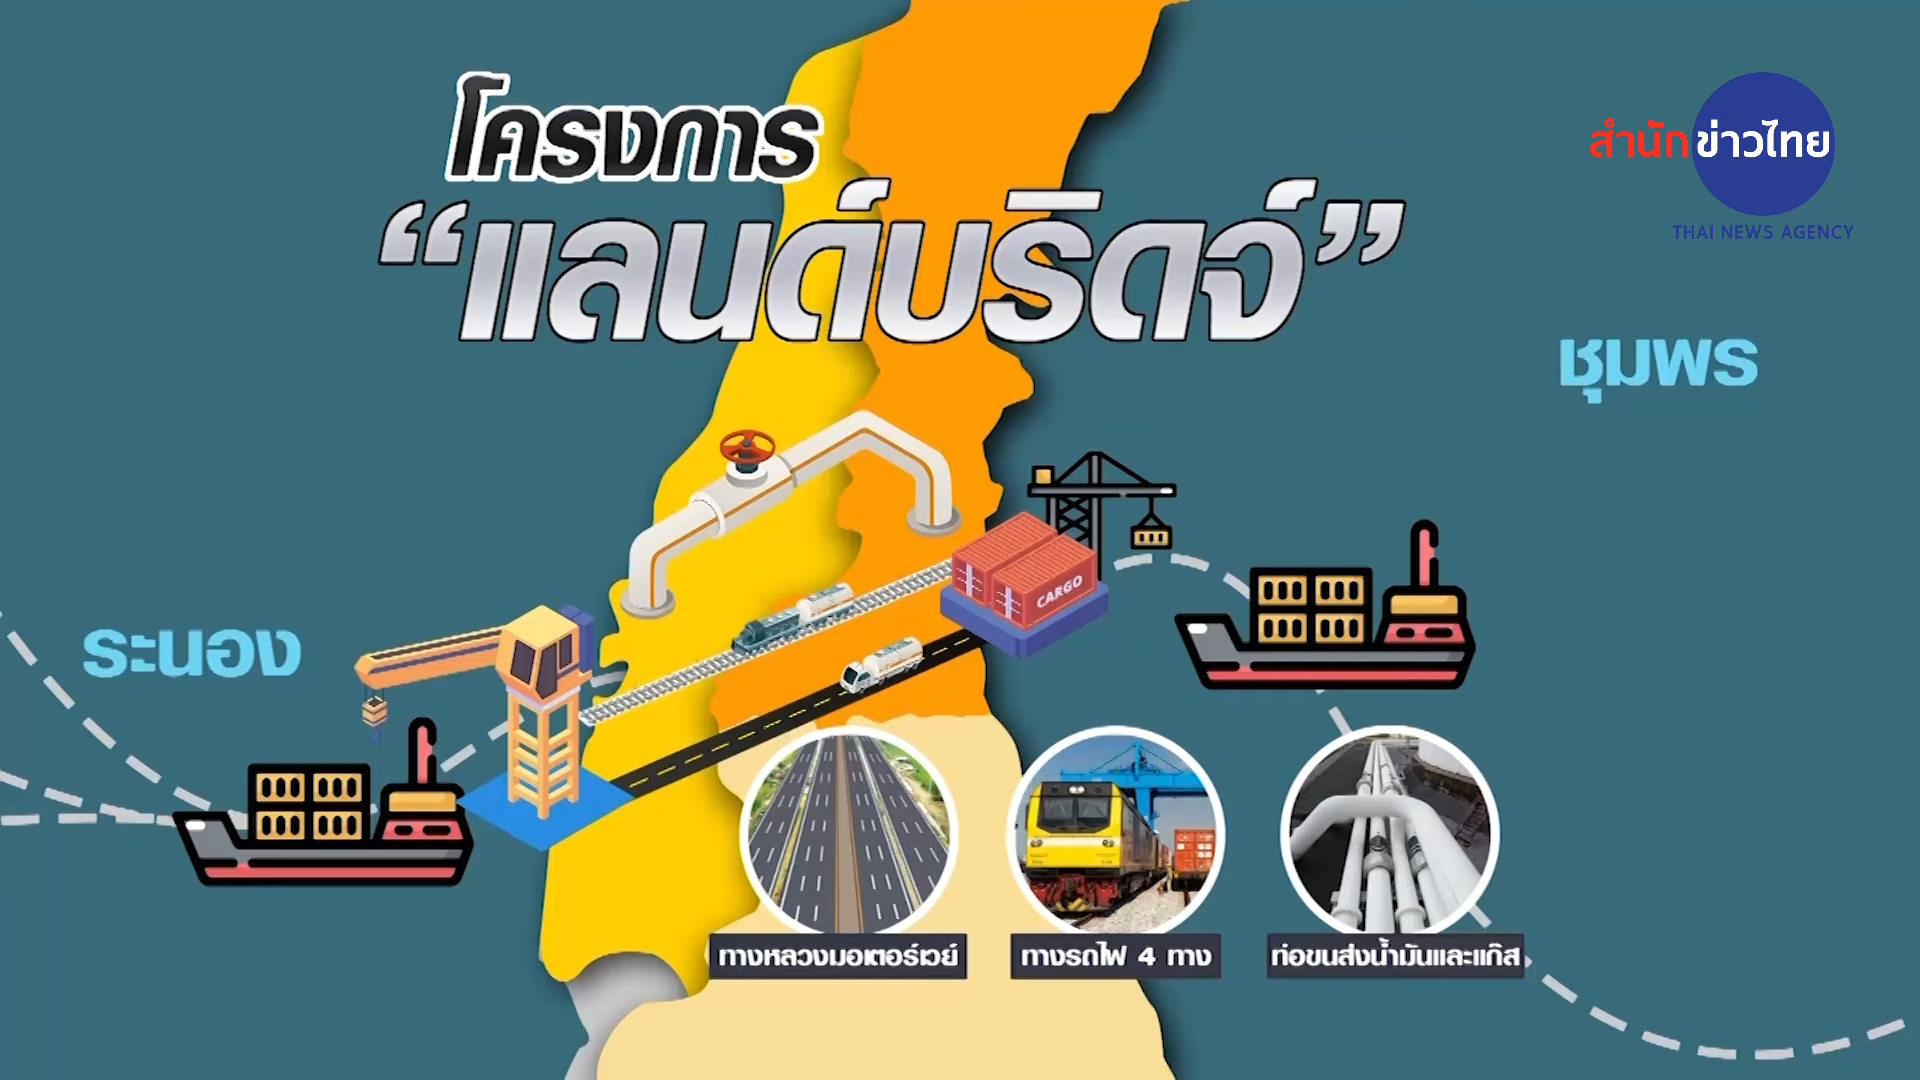 โครงการ
“แลนด์บริดจ์”
สำนักข่าวไทย
THAI NEWS AGENCY
ชุมพร
ระนอง
CARGO
ทางหลวงมอเตอร์เวย์
ทางรถไฟ 4 ทาง
ท่อขนส่งน้ำมันและแก๊ส